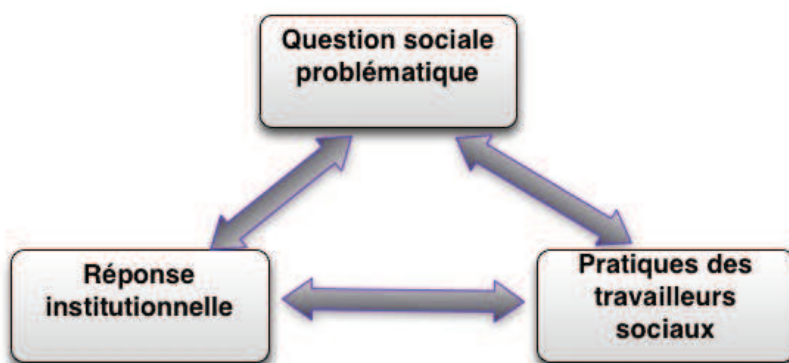 Question sociale
problématique
Réponse
institutionnelle
Pratiques des
travailleurs
sociaux